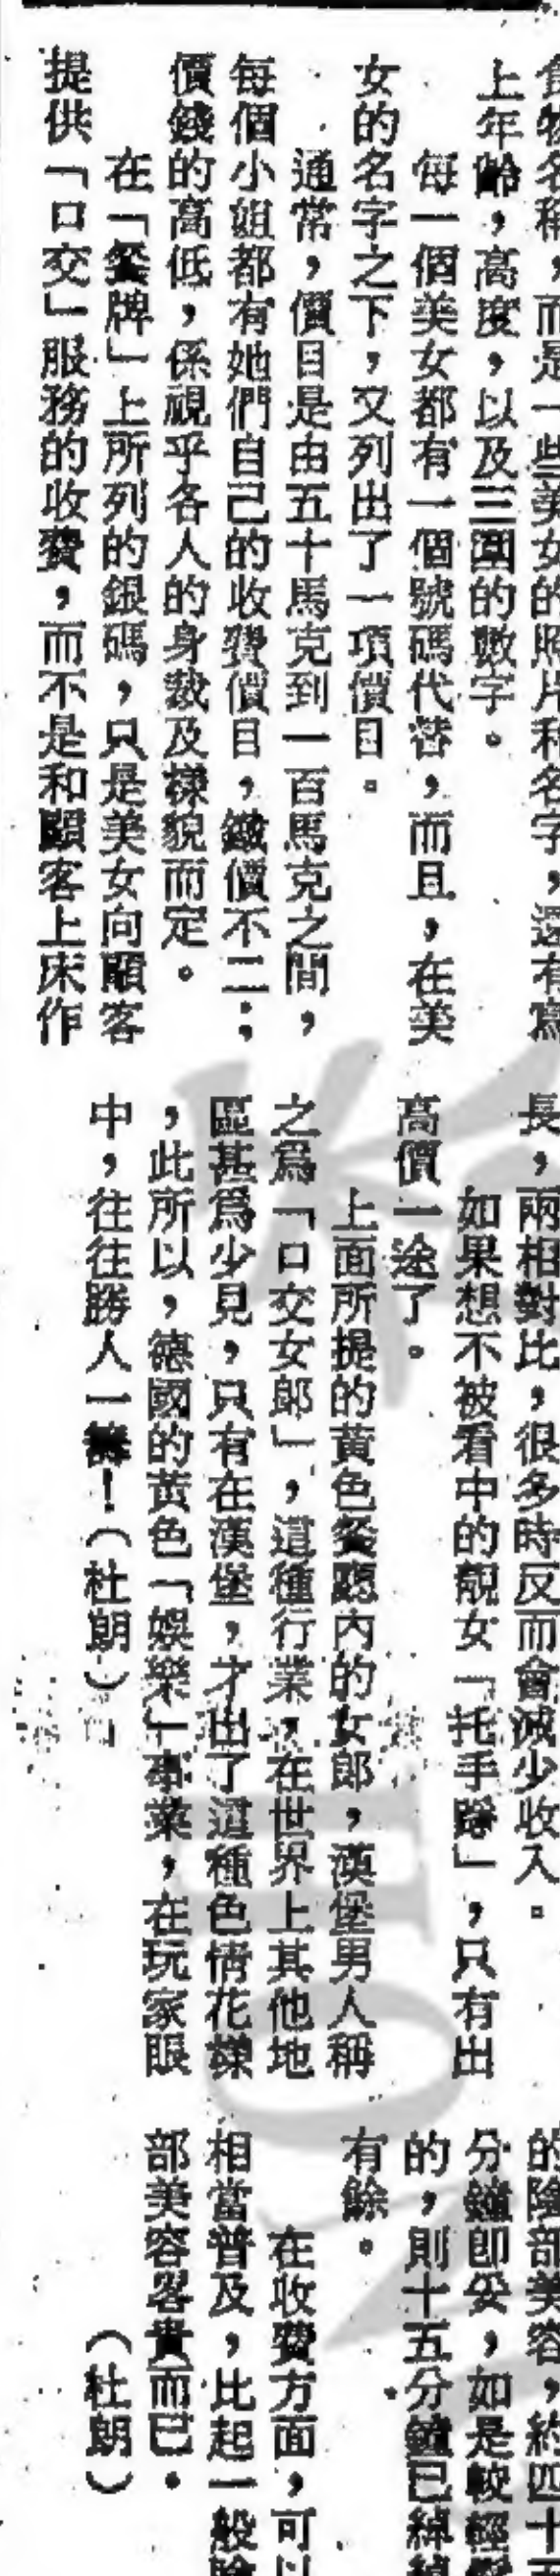 食物名稱，而是一些美女的照片和名字，還有寫
上年齡，高度，以及三圍的數字。
每一個美女都有一個號碼代替，而且，在美
女的名字之下，又列出了一項價目。
通常，價目是由五十馬克到一百馬克之間，
每個小姐都有她們自己的收費價目，鐵價不二；
價錢的高低，係視乎各人的身裁及樣貌而定。
在「餐牌」上所列的銀碼，只是美女向顧客
提供「口交」服務的收費，而不是和顧客上床作
長，兩相對比，很多時反而會減少收入。
如果想不被看中的靚女「托手踭」，只有出
高價一途了。
上面所提的黃色餐廳內的女郎，漢堡男人稱
之爲「口交女郎」，這種行業，在世界上其他地
區甚爲少見，只有在漢堡，才出了這種色情花樣
，此所以，德國的黃色「娛樂」事業，在玩家眼
中，往往勝人一籌！（杜朗）
的陰部美容，約四十五
分鐘即妥，如是較輕
的，則十五分鐘已綽綽
有餘。
在收費方面，可以
相當普及，比起一般
部美容畧貴而已。
（杜朗）